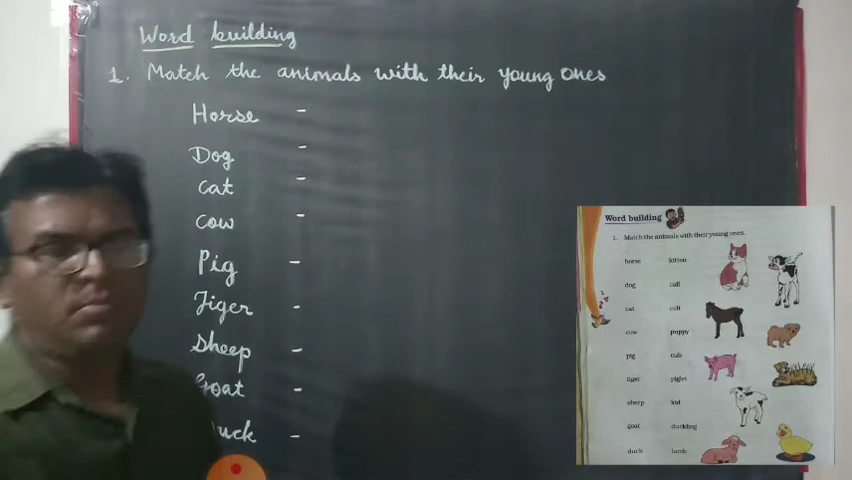 Word building
1. Match the animals with their young ones
Horse -
Dog -
Cat -
Cow -
Pig -
Tiger -
Sheep -
Goat -
Duck -
Word building
1. Match the animals with their young ones.
horse kitten
dog calf
cat colt
cow puppy
pig cub
tiger piglet
sheep kid
goat duckling
duck lamb